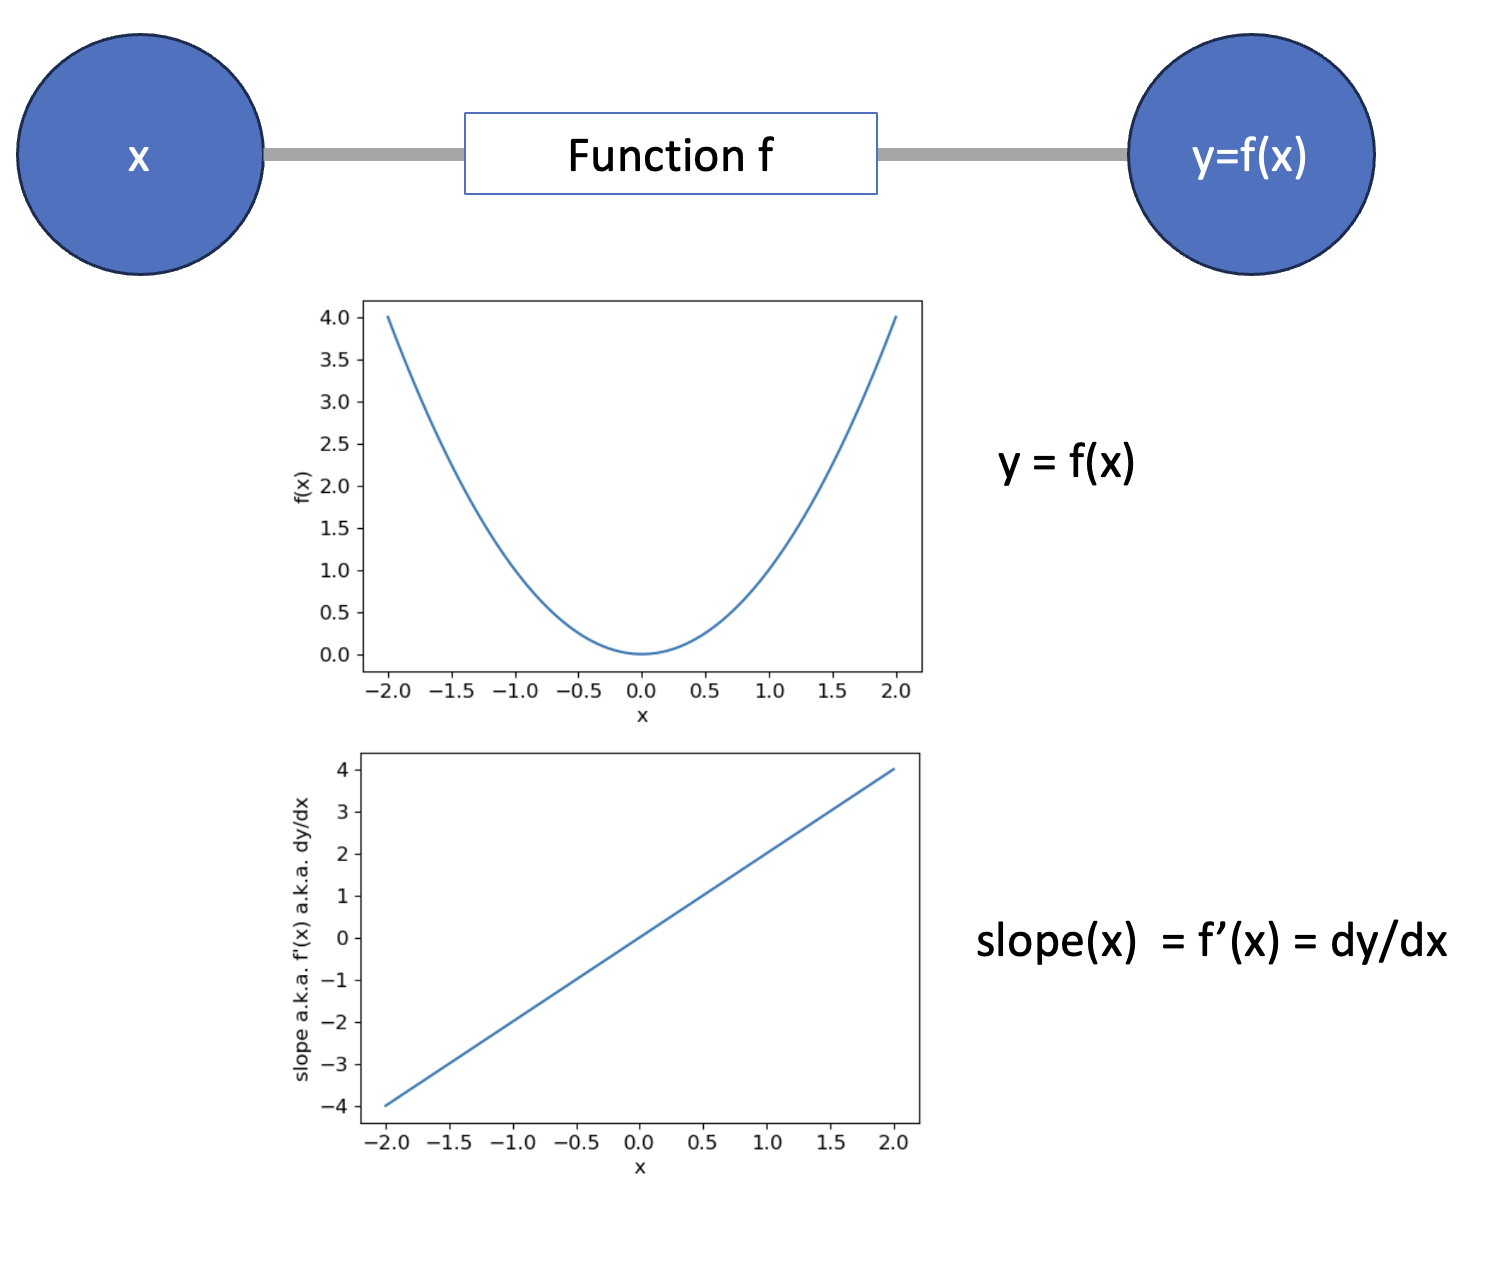 x
Function f
y=f(x)
4.0
3.5
3.0
2.5
2.0
1.5
1.0
0.5
0.0
f(x)
−2.0 −1.5 −1.0 −0.5 0.0 0.5 1.0 1.5 2.0
x
y = f(x)
4
3
2
1
0
−1
−2
−3
−4
slope a.k.a. f'(x) a.k.a. dy/dx
−2.0 −1.5 −1.0 −0.5 0.0 0.5 1.0 1.5 2.0
x
slope(x) = f’(x) = dy/dx